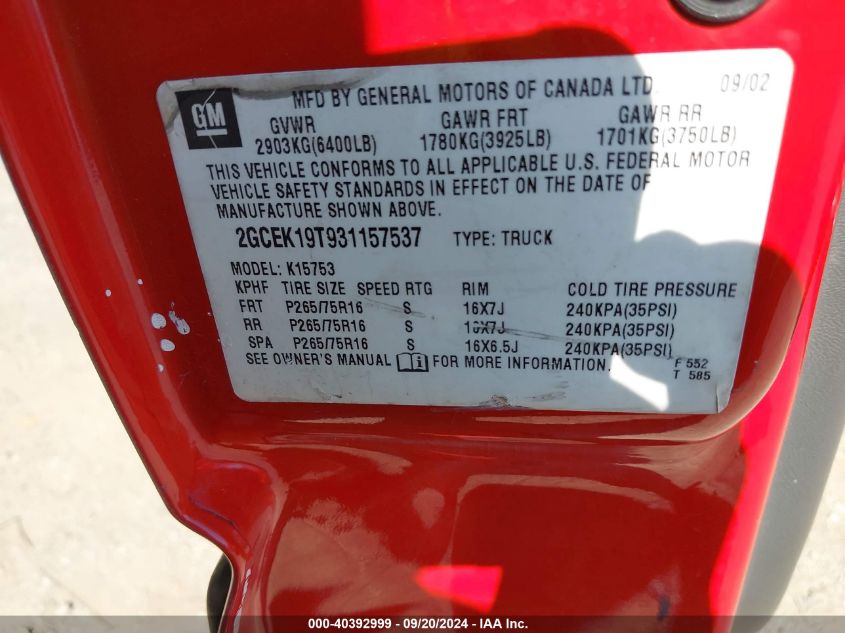 GM
MFD BY GENERAL MOTORS OF CANADA LTD. 09/02
GVWR GAWR FRT GAWR RR
2903KG(6400LB) 1780KG(3925LB) 1701KG(3750LB)
THIS VEHICLE CONFORMS TO ALL APPLICABLE U.S. FEDERAL MOTOR
VEHICLE SAFETY STANDARDS IN EFFECT ON THE DATE OF
MANUFACTURE SHOWN ABOVE.
2GCEK19T931157537 TYPE: TRUCK
MODEL: K15753
KPHF TIRE SIZE SPEED RTG RIM COLD TIRE PRESSURE
FRT P265/75R16 S 16X7J 240KPA(35PSI)
RR P265/75R16 S 16X7J 240KPA(35PSI)
SPA P265/75R16 S 16X6.5J 240KPA(35PSI)
SEE OWNER'S MANUAL FOR MORE INFORMATION.
F 552
T 585
000-40392999 - 09/20/2024 - IAA Inc.